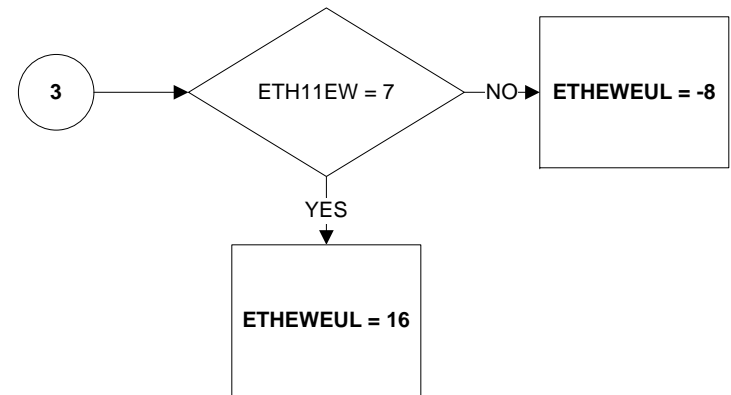 3
ETH11EW = 7
NO
ETHEWEUL = -8
YES
ETHEWEUL = 16